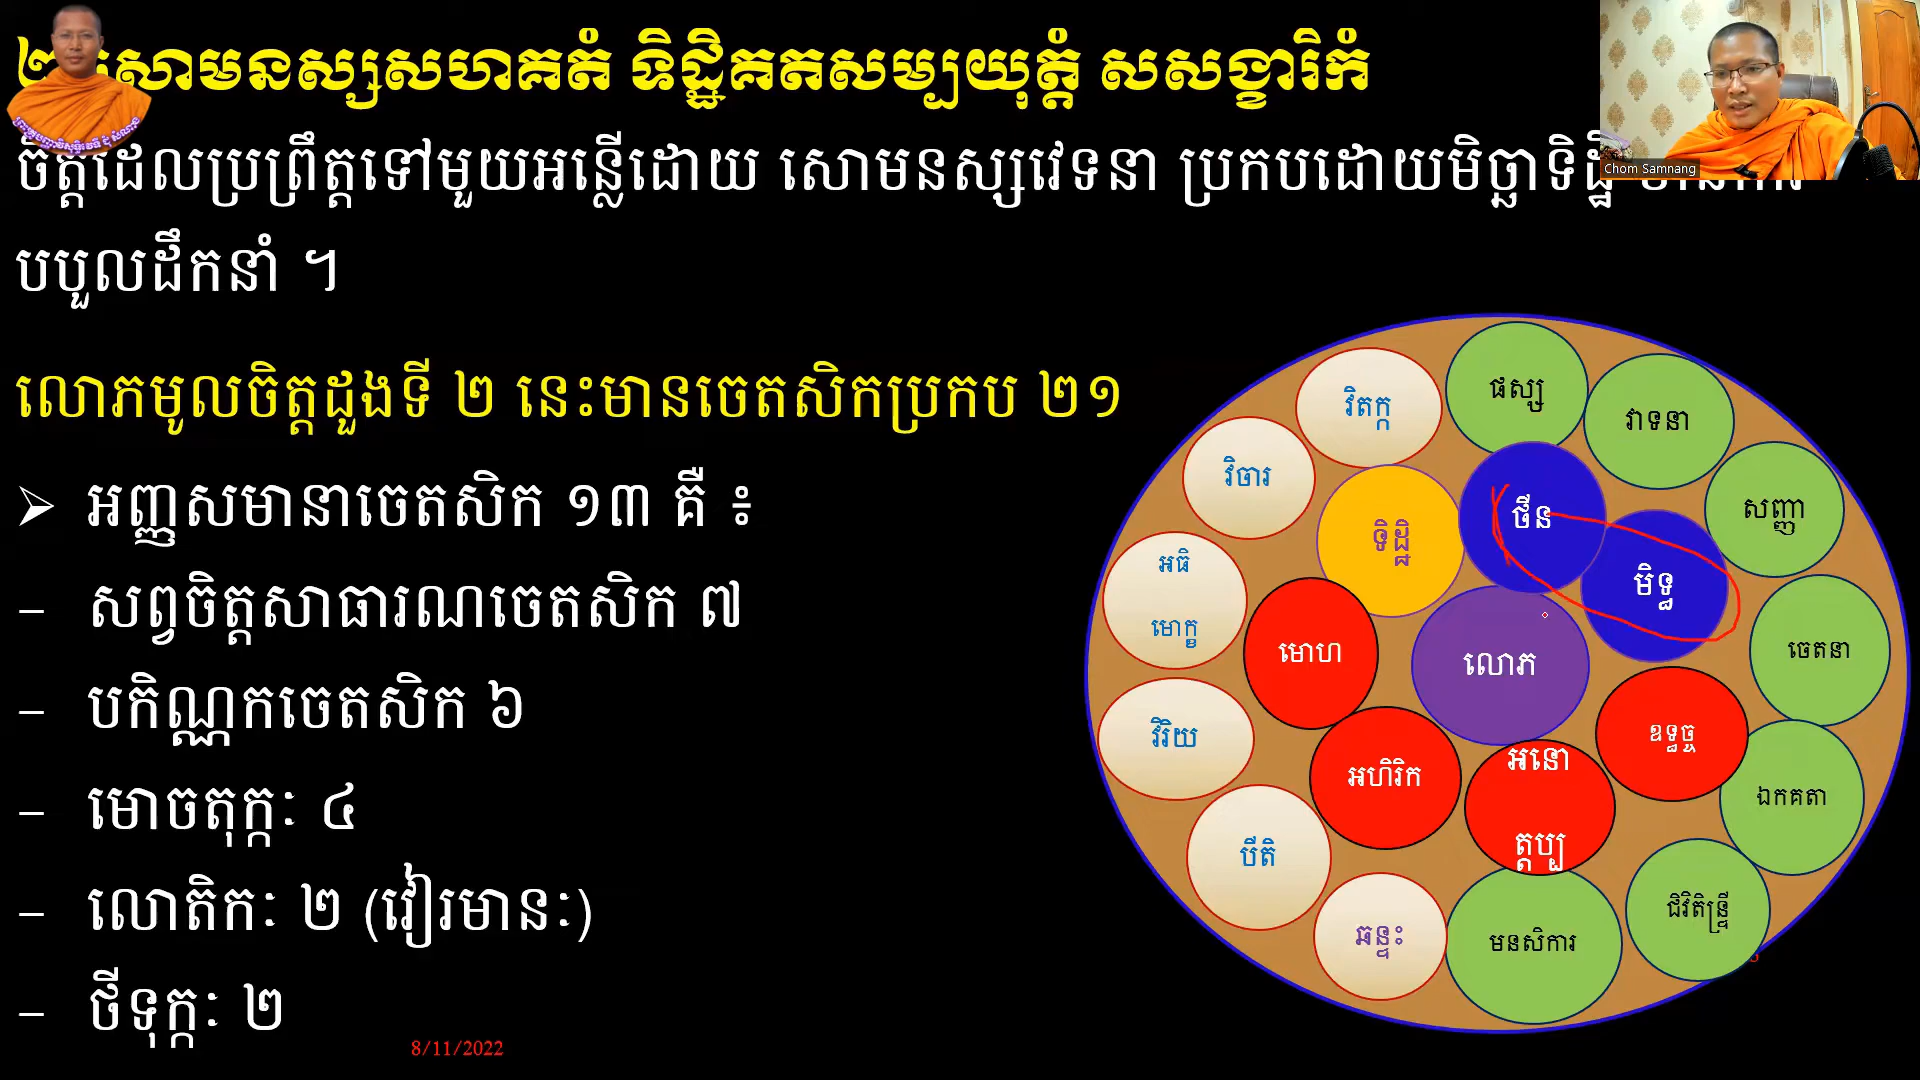 សោមនស្សសហគតំ ទិដ្ឋិគតសម្បយុត្តំ សសង្ខារិកំ
ចិត្តដែលប្រព្រឹត្តទៅមួយអន្លើដោយ សោមនស្សវេទនា ប្រកបដោយមិច្ឆាទិដ្ឋិ
បបួលដឹកនាំ ។
លោភមូលចិត្តដួងទី ២ នេះមានចេតសិកប្រកប ២១
➢ អញ្ញសមានាចេតសិក ១៣ គឺ ៖
– សព្វចិត្តសាធារណចេតសិក ៧
– បកិណ្ណកចេតសិក ៦
– មោចតុក្កៈ ៤
– លោតិកៈ ២ (វៀរមានៈ)
– ថីទុក្កៈ ២
8/11/2022
Chom Samnang
ផស្ស
វិតក្ក
វាទនា
វិចារ
សញ្ញា
ថីន
ទិដ្ឋិ
មិទ្ធ
អធិ
មោក្ខ
មោហ
លោភ
ចេតនា
វិរិយ
ឧទ្ធច្ច
អហិរិក
អនោ
ត្តប្ប
ឯកគតា
បីតិ
ជិវិតិន្ទ្រី
ឆន្ទះ
មនសិការ